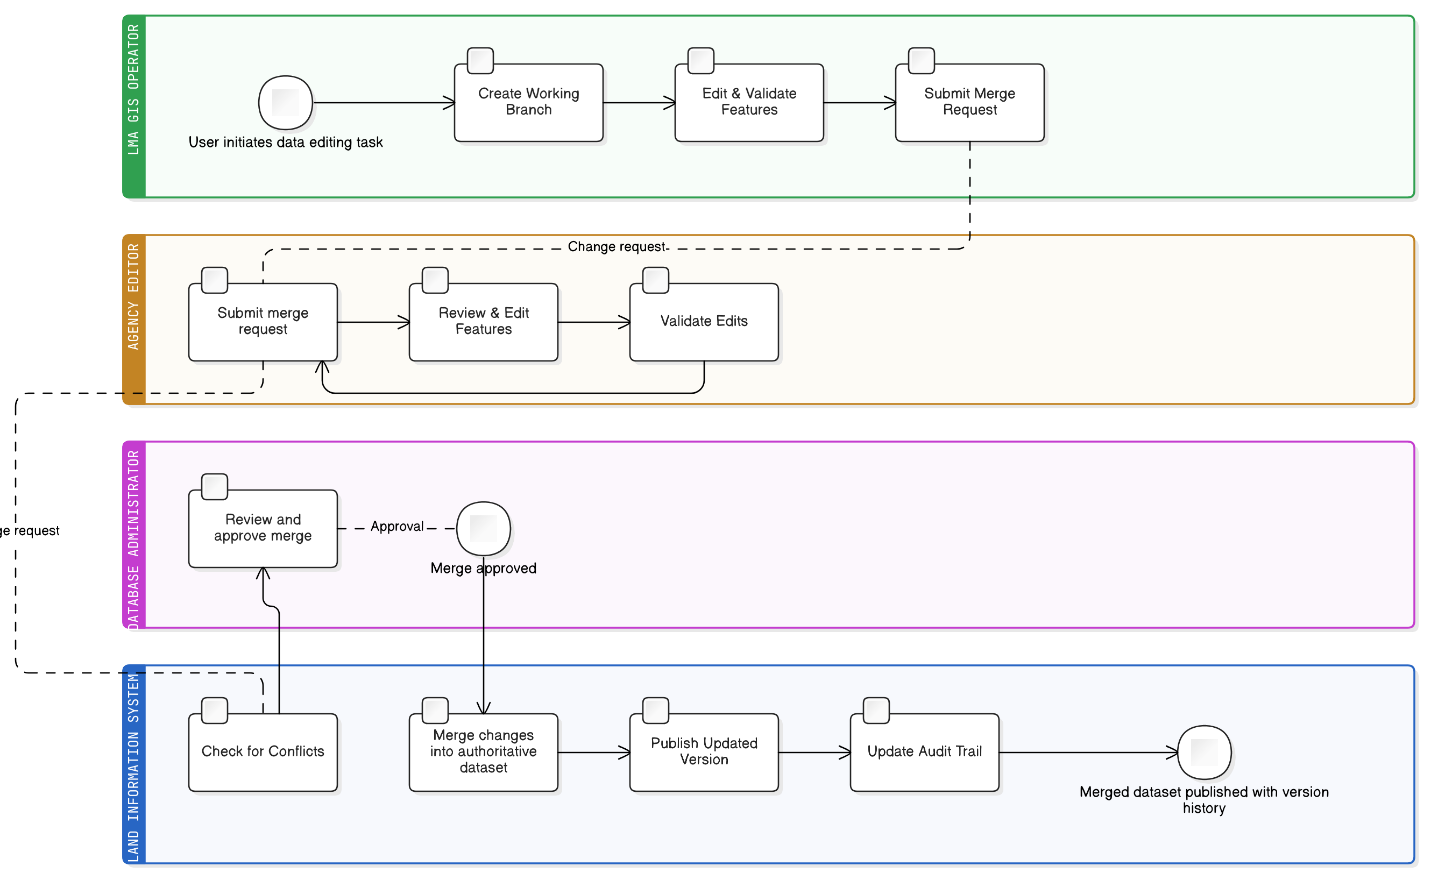 LMA GIS OPERATOR
Create Working
Branch
Edit & Validate
Features
Submit Merge
Request
User initiates data editing task
AGENCY EDITOR
Change request
Submit merge
request
Review & Edit
Features
Validate Edits
DATABASE ADMINISTRATOR
Review and
approve merge
Approval
Merge approved
request
LAND INFORMATION SYSTEM
Check for Conflicts
Merge changes
into authoritative
dataset
Publish Updated
Version
Update Audit Trail
Merged dataset published with version
history